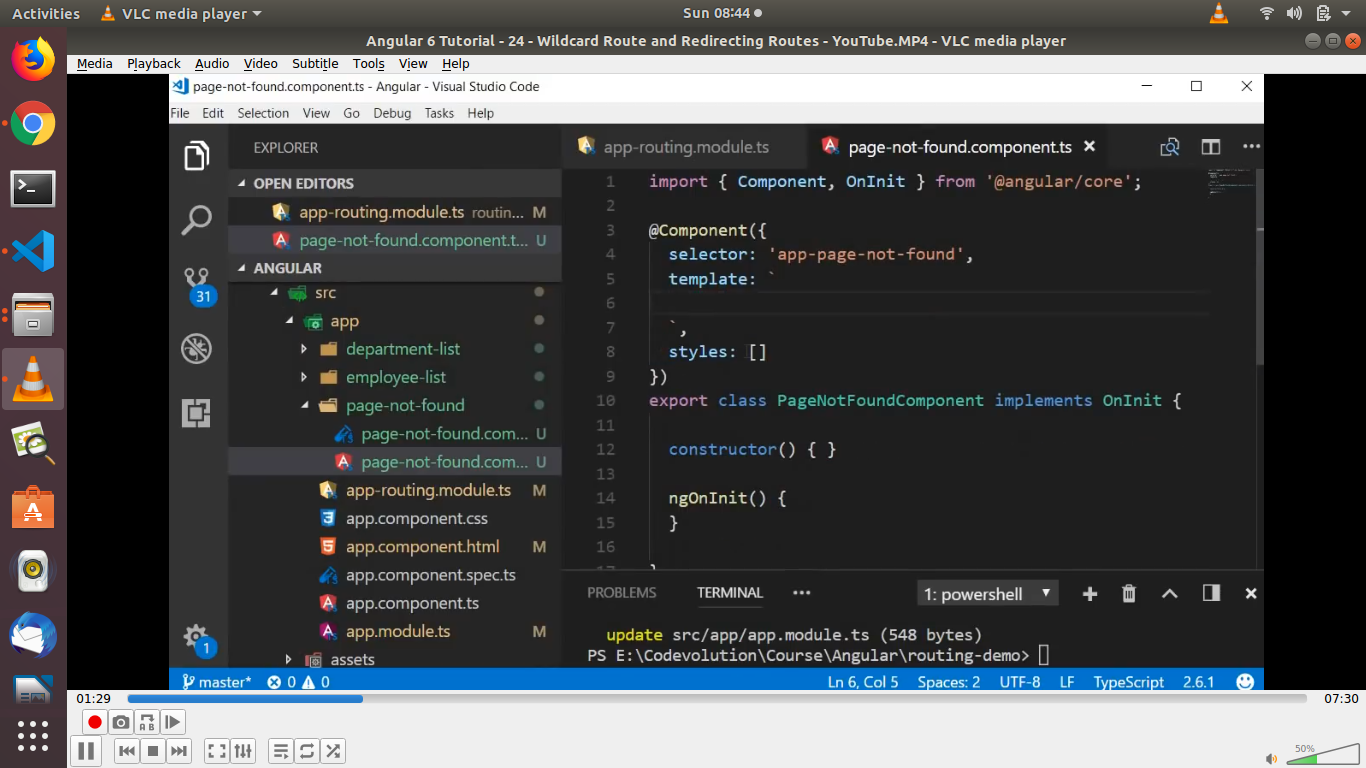 Activities VLC media player Sun 08:44
Angular 6 Tutorial - 24 - Wildcard Route and Redirecting Routes - YouTube.MP4 - VLC media player
Media Playback Audio Video Subtitle Tools View Help
page-not-found.component.ts - Angular - Visual Studio Code
File Edit Selection View Go Debug Tasks Help
EXPLORER
OPEN EDITORS
app-routing.module.ts routin... M
page-not-found.component.t... U
ANGULAR
src
app
department-list
employee-list
page-not-found
page-not-found.com... U
page-not-found.com... U
app-routing.module.ts M
app.component.css
app.component.html M
app.component.spec.ts
app.component.ts
app.module.ts M
assets
31
1
app-routing.module.ts page-not-found.component.ts
1 import { Component, OnInit } from '@angular/core';
2
3 @Component({
4 selector: 'app-page-not-found',
5 template: `
6
7 `,
8 styles: []
9 })
10 export class PageNotFoundComponent implements OnInit {
11
12 constructor() { }
13
14 ngOnInit() {
15 }
16
17 }
PROBLEMS TERMINAL 1: powershell
update src/app/app.module.ts (548 bytes)
PS E:\Codevolution\Course\Angular\routing-demo>
master* 0 0 Ln 6, Col 5 Spaces: 2 UTF-8 LF TypeScript 2.6.1
01:29 07:30
50%